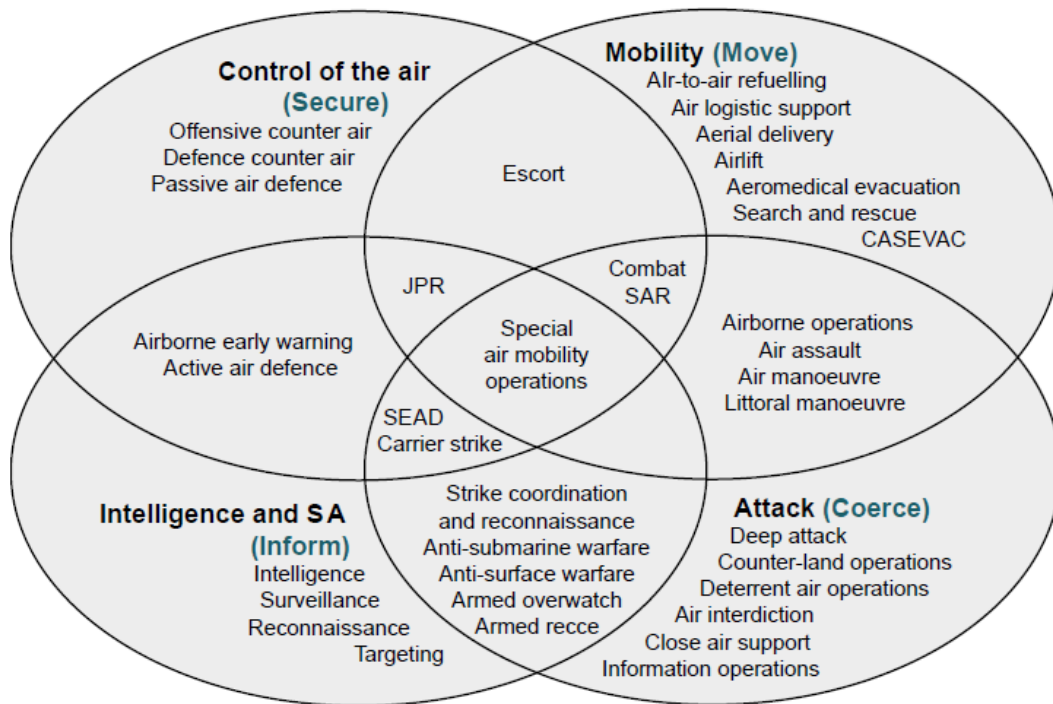 Control of the air
(Secure)
Offensive counter air
Defence counter air
Passive air defence
Mobility (Move)
AIr-to-air refuelling
Air logistic support
Aerial delivery
Airlift
Aeromedical evacuation
Search and rescue
CASEVAC
Escort
JPR
Combat
SAR
Airborne early warning
Active air defence
Special
air mobility
operations
Airborne operations
Air assault
Air manoeuvre
Littoral manoeuvre
SEAD
Carrier strike
Intelligence and SA
(Inform)
Intelligence
Surveillance
Reconnaissance
Targeting
Strike coordination
and reconnaissance
Anti-submarine warfare
Anti-surface warfare
Armed overwatch
Armed recce
Attack (Coerce)
Deep attack
Counter-land operations
Deterrent air operations
Air interdiction
Close air support
Information operations